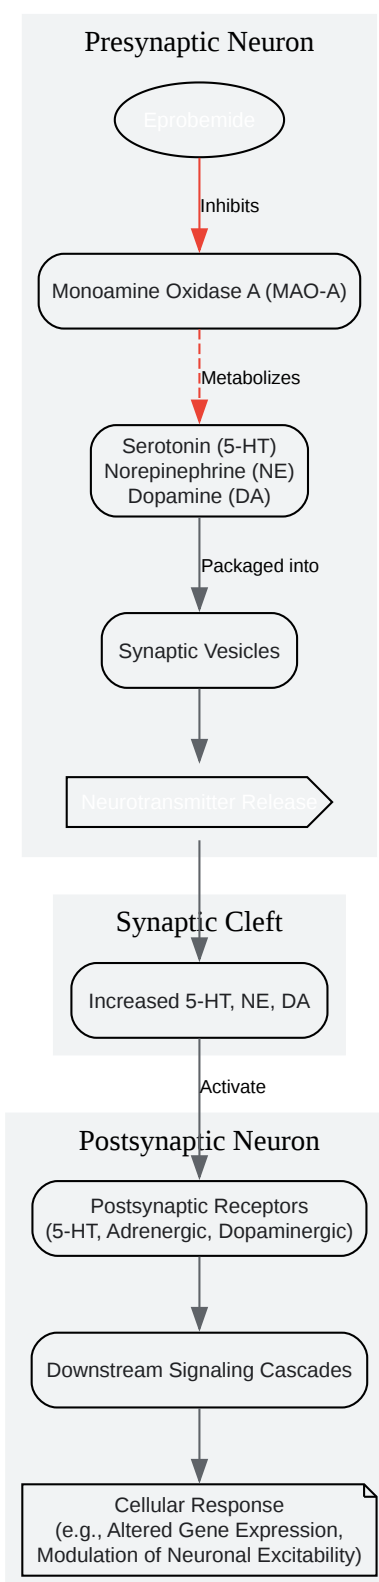 Presynaptic Neuron
Eprobemide
Inhibits
Monoamine Oxidase A (MAO-A)
Metabolizes
Serotonin (5-HT)
Norepinephrine (NE)
Dopamine (DA)
Packaged into
Synaptic Vesicles
Neurotransmitter Release
Synaptic Cleft
Increased 5-HT, NE, DA
Activate
Postsynaptic Neuron
Postsynaptic Receptors
(5-HT, Adrenergic, Dopaminergic)
Downstream Signaling Cascades
Cellular Response
(e.g., Altered Gene Expression,
Modulation of Neuronal Excitability)